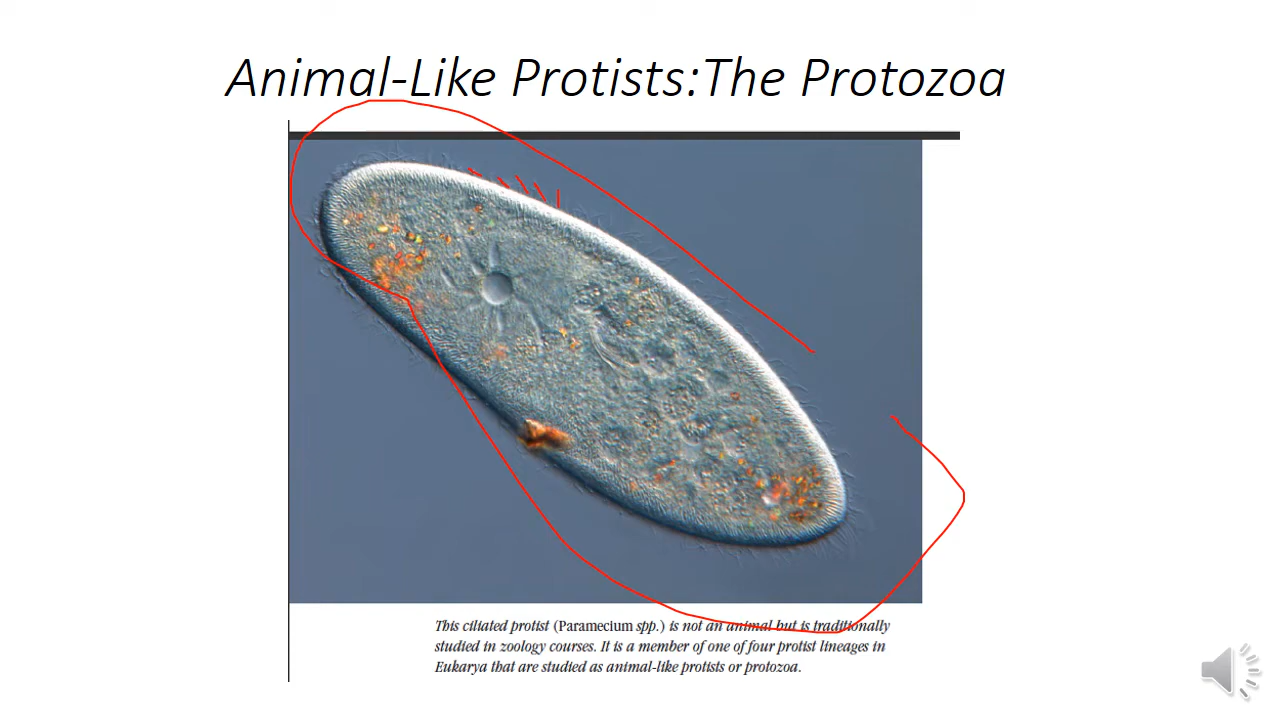 Animal-Like Protists:The Protozoa
This ciliated protist (Paramecium spp.) is not an animal but is traditionally
studied in zoology courses. It is a member of one of four protist lineages in
Eukarya that are studied as animal-like protists or protozoa.